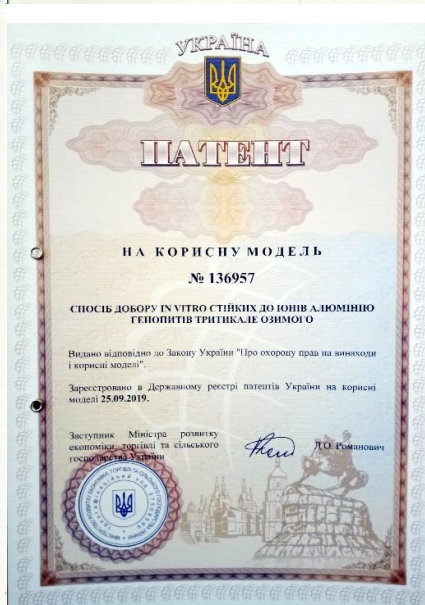 УКРАЇНА
ПАТЕНТ
НА КОРИСНУ МОДЕЛЬ
№ 136957
СПОСІБ ДОБОРУ IN VITRO СТІЙКИХ ДО ІОНІВ АЛЮМІНІЮ
ГЕНОПИТІВ ТРИТИКАЛЕ ОЗИМОГО
Видано відповідно до Закону України "Про охорону прав на винаходи
і корисні моделі".
Зареєстровано в Державному реєстрі патентів України на корисні
моделі 25.09.2019.
Заступник Міністра розвитку
економіки, торгівлі та сільського
господарства України
Д.О. Романович